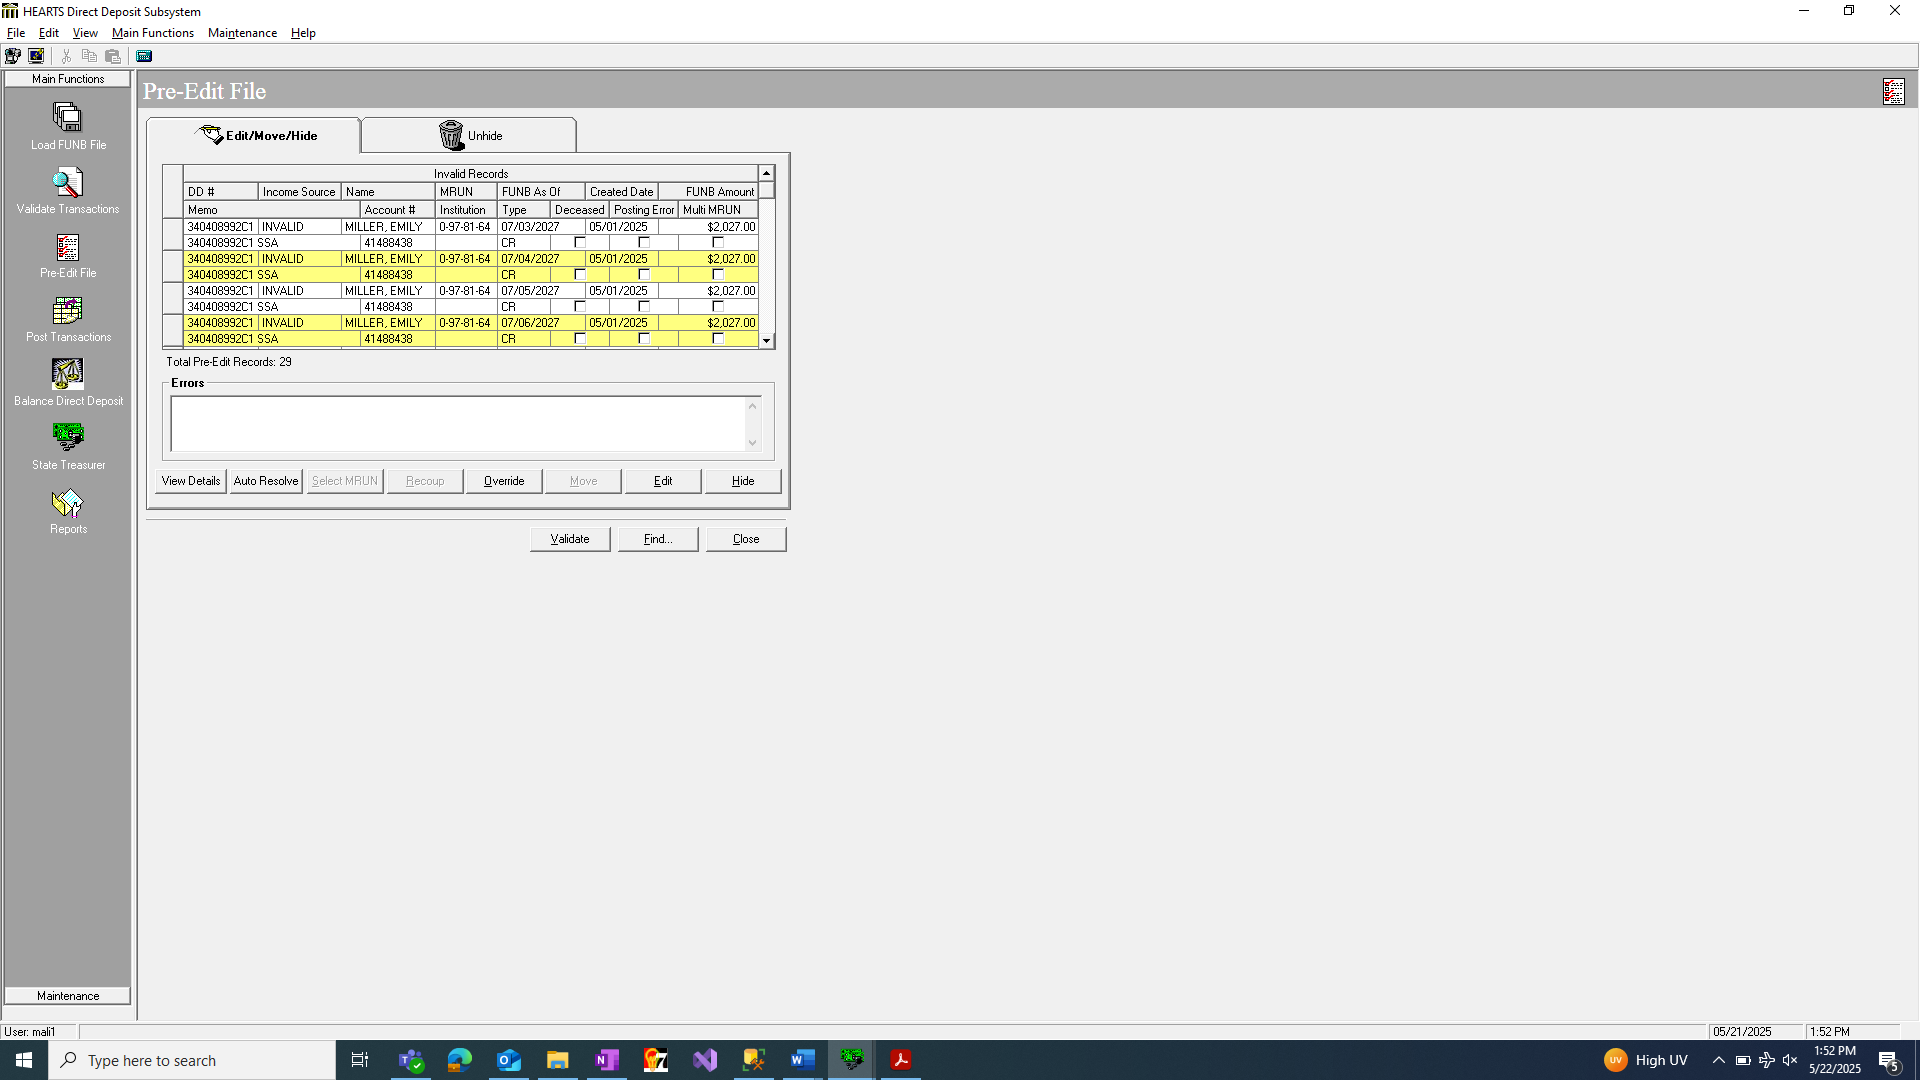 HEARTS Direct Deposit Subsystem
File Edit View Main Functions Maintenance Help
Main Functions
Load FUNB File
Validate Transactions
Pre-Edit File
Post Transactions
Balance Direct Deposit
State Treasurer
Reports
Maintenance
Pre-Edit File
Edit/Move/Hide Unhide
Invalid Records
DD # Income Source Name MRUN FUNB As Of Created Date FUNB Amount
Memo Account # Institution Type Deceased Posting Error Multi MRUN
340408992C1 INVALID MILLER, EMILY 0-97-81-64 07/03/2027 05/01/2025 $2,027.00
340408992C1 SSA 41488438 CR
340408992C1 INVALID MILLER, EMILY 0-97-81-64 07/04/2027 05/01/2025 $2,027.00
340408992C1 SSA 41488438 CR
340408992C1 INVALID MILLER, EMILY 0-97-81-64 07/05/2027 05/01/2025 $2,027.00
340408992C1 SSA 41488438 CR
340408992C1 INVALID MILLER, EMILY 0-97-81-64 07/06/2027 05/01/2025 $2,027.00
340408992C1 SSA 41488438 CR
Total Pre-Edit Records: 29
Errors
View Details Auto Resolve Select MRUN Recoup Override Move Edit Hide
Validate Find... Close
User: mali1 05/21/2025 1:52 PM
Type here to search
UV High UV
1:52 PM
5/22/2025
5